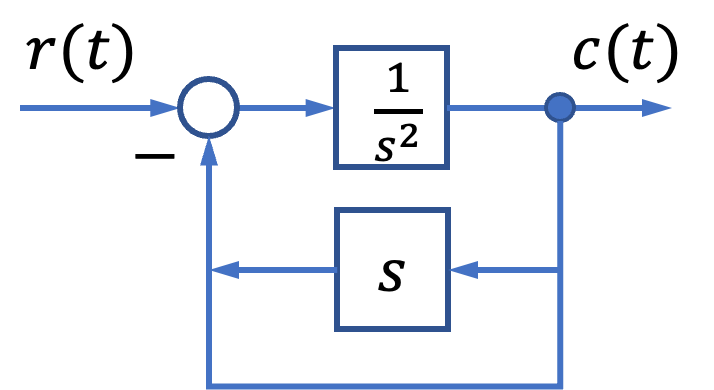 r(t)
c(t)
1
s²
−
s